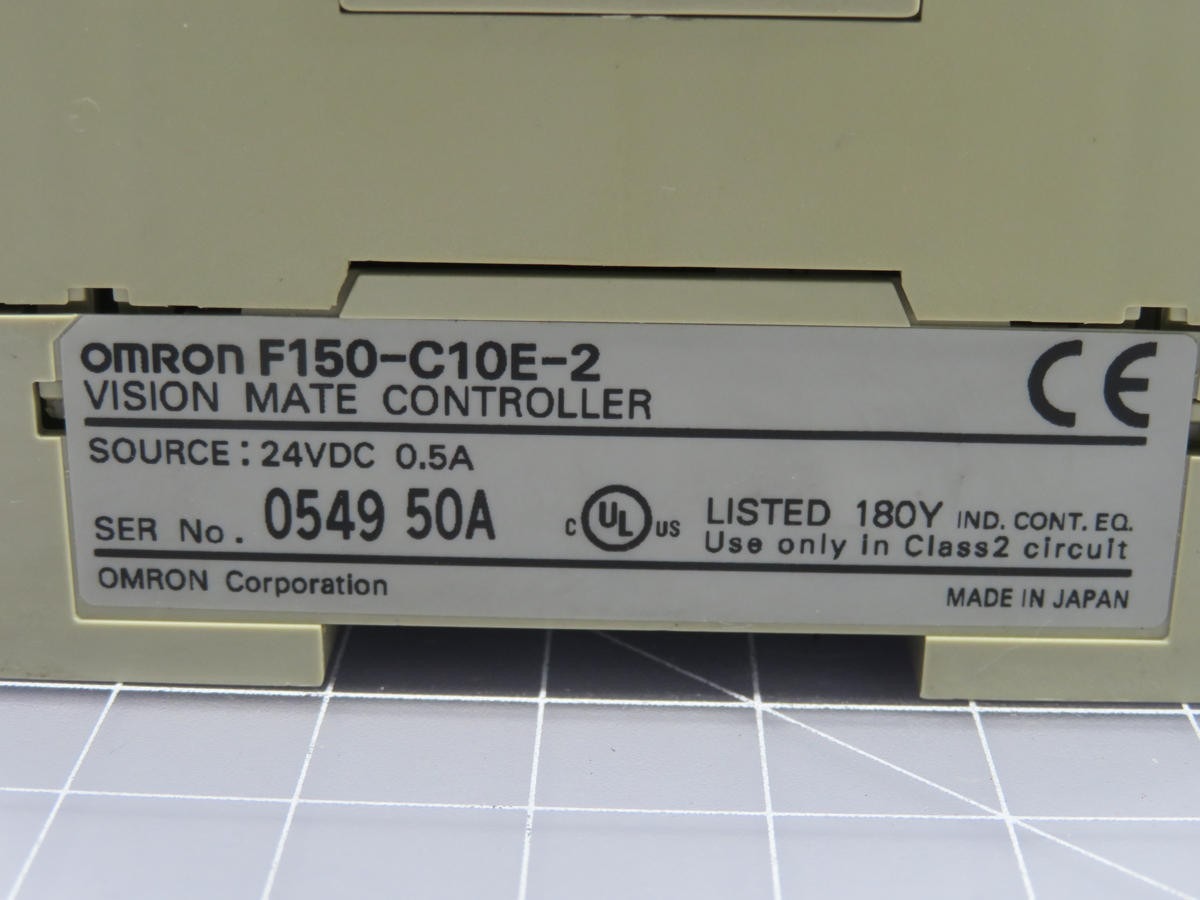 OMRON F150-C10E-2
VISION MATE CONTROLLER
CE
SOURCE: 24VDC 0.5A
SER No. 0549 50A
C UL US LISTED 180Y IND. CONT. EQ.
Use only in Class2 circuit
OMRON Corporation
MADE IN JAPAN